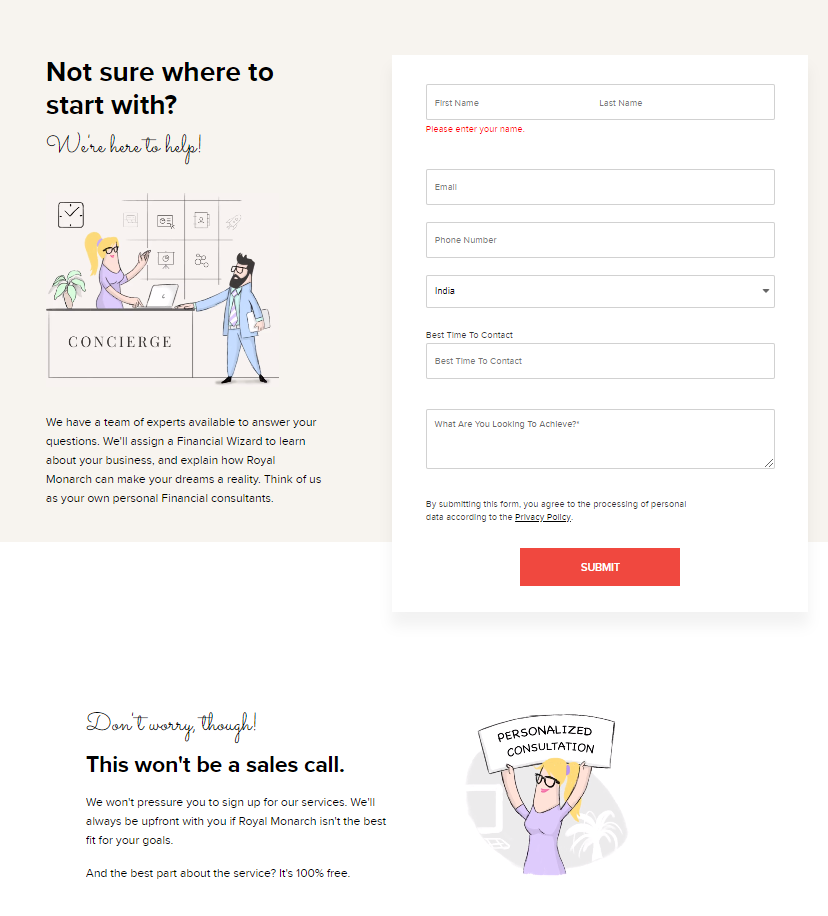 Not sure where to
start with?
We're here to help!
CONCIERGE
We have a team of experts available to answer your
questions. We'll assign a Financial Wizard to learn
about your business, and explain how Royal
Monarch can make your dreams a reality. Think of us
as your own personal Financial consultants.
First Name Last Name
Please enter your name.
Email
Phone Number
India
Best Time To Contact
Best Time To Contact
What Are You Looking To Achieve?*
By submitting this form, you agree to the processing of personal
data according to the Privacy Policy.
SUBMIT
Don't worry, though!
This won't be a sales call.
We won't pressure you to sign up for our services. We'll
always be upfront with you if Royal Monarch isn't the best
fit for your goals.
And the best part about the service? It's 100% free.
PERSONALIZED
CONSULTATION